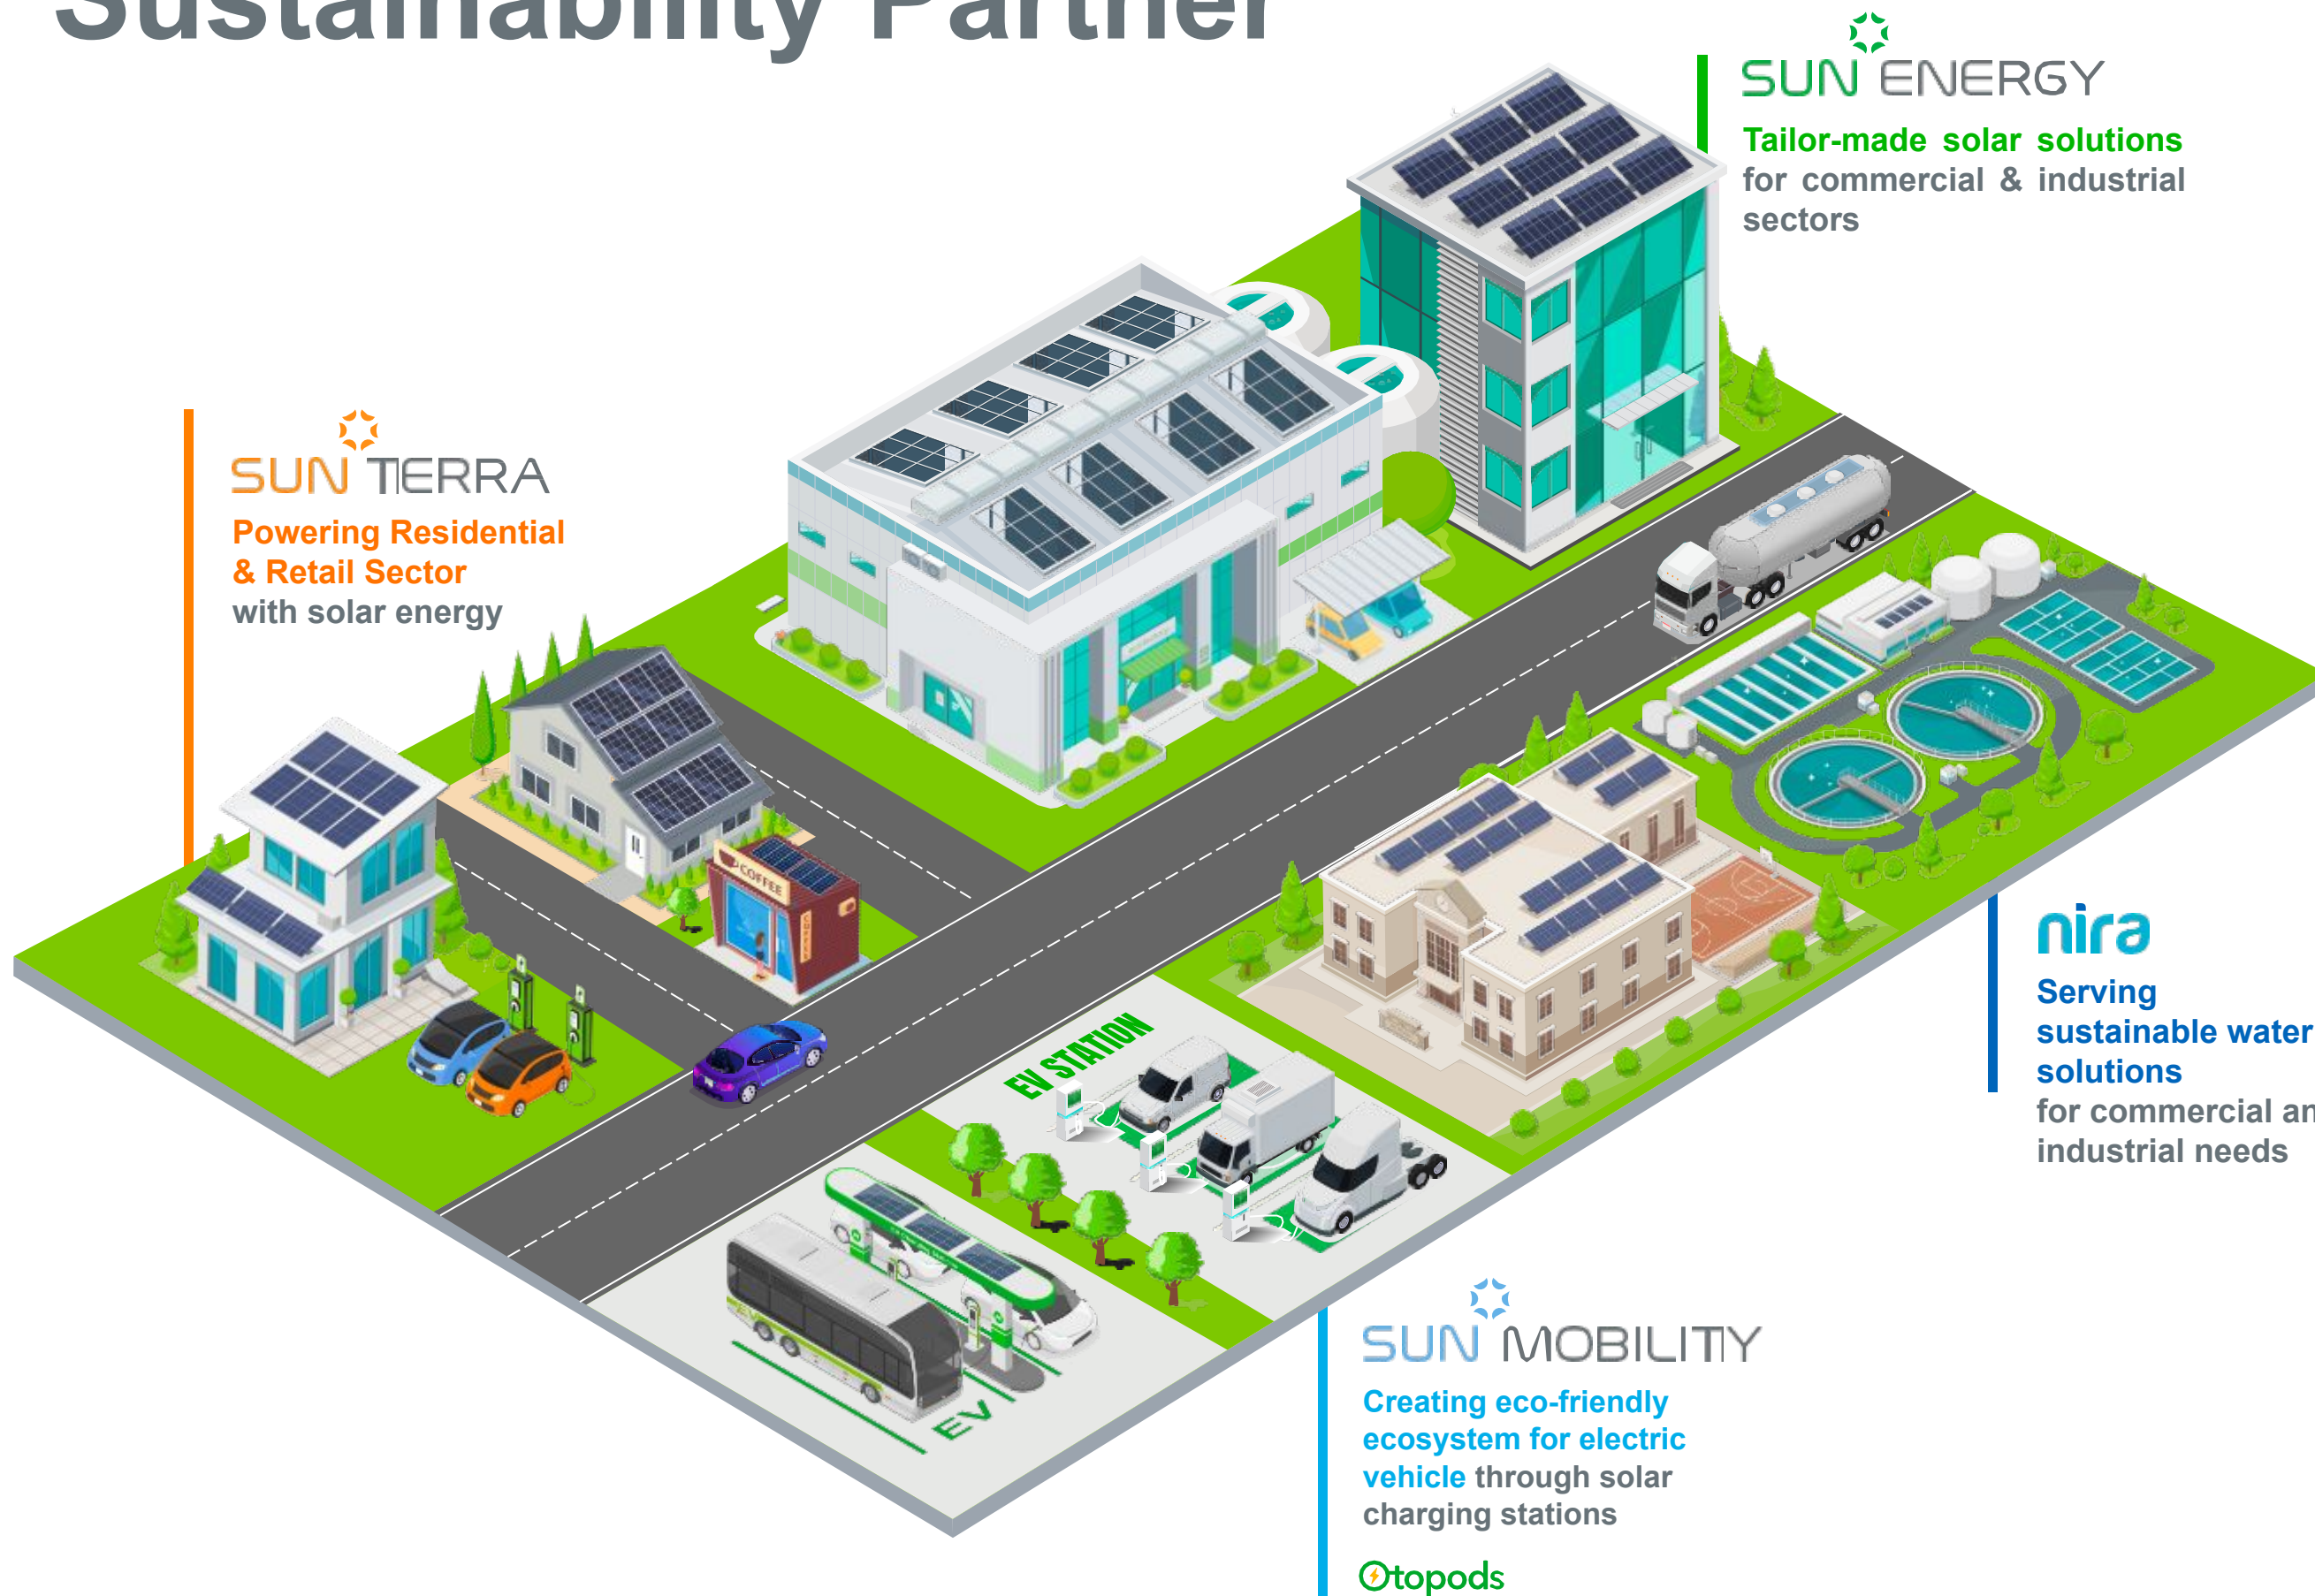 Sustainability Partner
SUN ENERGY
Tailor-made solar solutions
for commercial & industrial
sectors
SUN TERRA
Powering Residential
& Retail Sector
with solar energy
COFFEE
COFFEE
nira
Serving
sustainable water
solutions
for commercial an
industrial needs
EV STATION
EV
SUN MOBILITY
Creating eco-friendly
ecosystem for electric
vehicle through solar
charging stations
Otopods